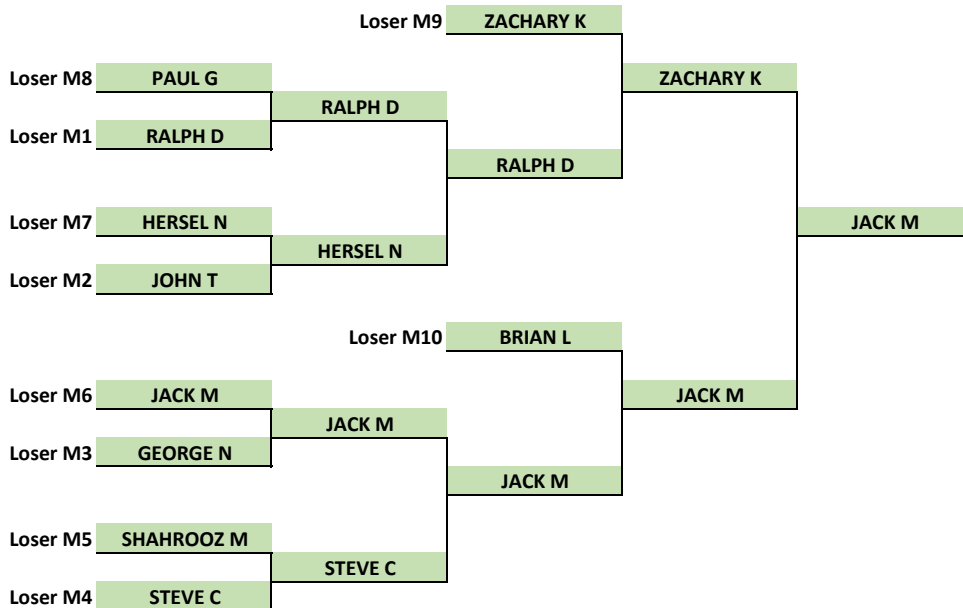 Loser M9 ZACHARY K
Loser M8 PAUL G ZACHARY K
RALPH D
Loser M1 RALPH D
RALPH D
Loser M7 HERSEL N JACK M
HERSEL N
Loser M2 JOHN T
Loser M10 BRIAN L
Loser M6 JACK M JACK M
JACK M
Loser M3 GEORGE N
JACK M
Loser M5 SHAHROOZ M
STEVE C
Loser M4 STEVE C